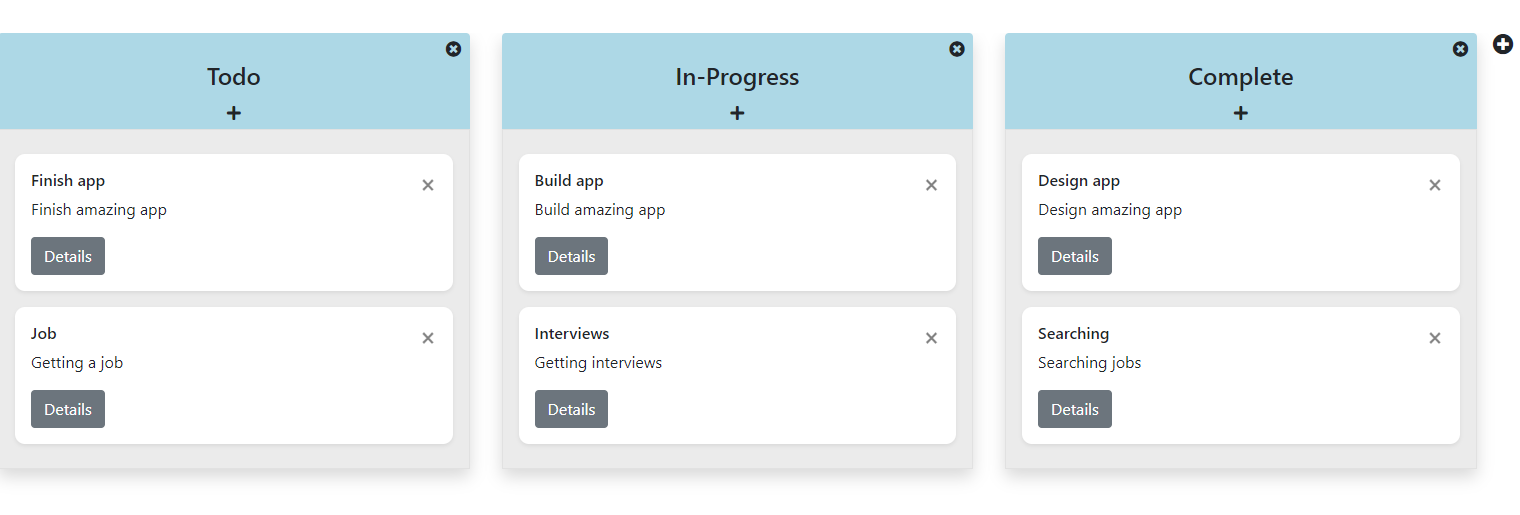 Todo
Finish app
Finish amazing app
Details
Job
Getting a job
Details
In-Progress
Build app
Build amazing app
Details
Interviews
Getting interviews
Details
Complete
Design app
Design amazing app
Details
Searching
Searching jobs
Details